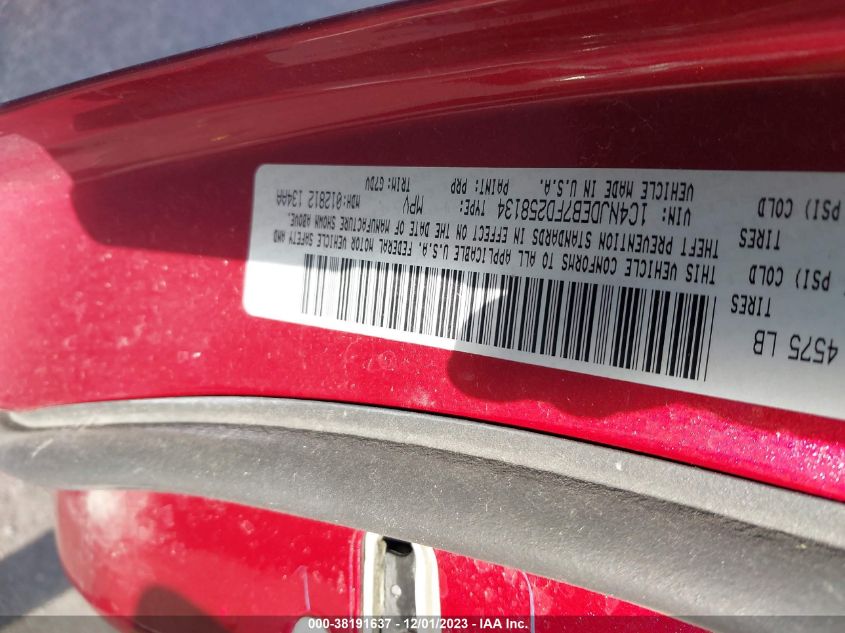 4575 LB
TIRES
PSI) COLD
TIRES
PSI) COLD
THIS VEHICLE CONFORMS TO ALL APPLICABLE U.S.A. FEDERAL MOTOR VEHICLE SAFETY AND
THEFT PREVENTION STANDARDS IN EFFECT ON THE DATE OF MANUFACTURE SHOWN ABOVE.
VIN: 1C4NJDEB7FD258134 TYPE: MPV MDH:012812 134AA
VEHICLE MADE IN U.S.A. PAINT: PRP TRIM: G7DV
000-38191637 - 12/01/2023 - IAA Inc.